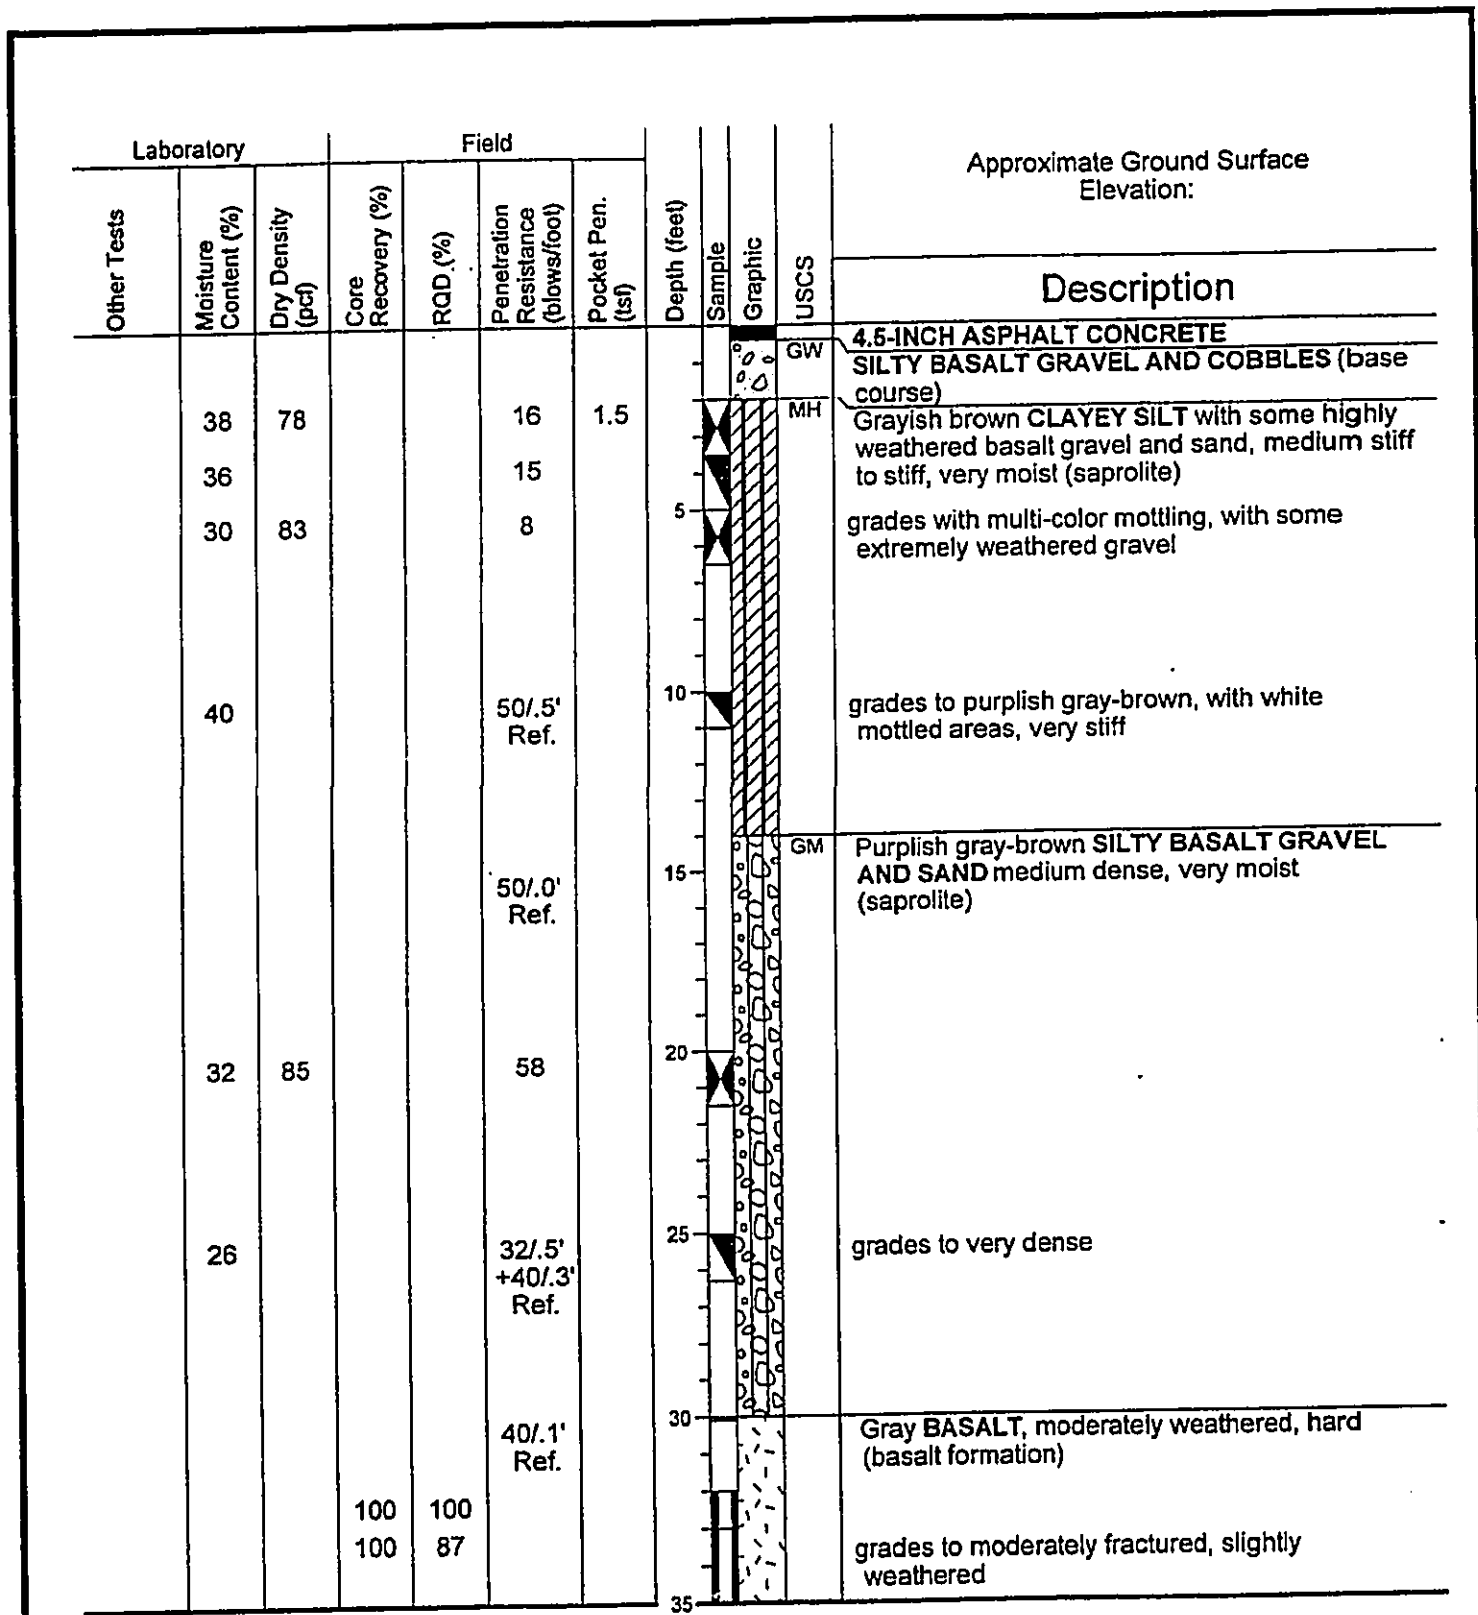 Laboratory
Field
Approximate Ground Surface
Elevation:
Other Tests
Moisture
Content (%)
Dry Density
(pcf)
Core
Recovery (%)
RQD (%)
Penetration
Resistance
(blows/foot)
Pocket Pen.
(tsf)
Depth (feet)
Sample
Graphic
USCS
Description
4.5-INCH ASPHALT CONCRETE
GW
SILTY BASALT GRAVEL AND COBBLES (base
course)
38 78 16 1.5
MH
Grayish brown CLAYEY SILT with some highly
weathered basalt gravel and sand, medium stiff
to stiff, very moist (saprolite)
36 15
30 83 8
5
grades with multi-color mottling, with some
extremely weathered gravel
40
50/.5'
Ref.
10
grades to purplish gray-brown, with white
mottled areas, very stiff
GM
Purplish gray-brown SILTY BASALT GRAVEL
AND SAND medium dense, very moist
(saprolite)
50/.0'
Ref.
15
32 85 58
20
26
32/.5'
+40/.3'
Ref.
25
grades to very dense
40/.1'
Ref.
30
Gray BASALT, moderately weathered, hard
(basalt formation)
100 100
100 87
grades to moderately fractured, slightly
weathered
35